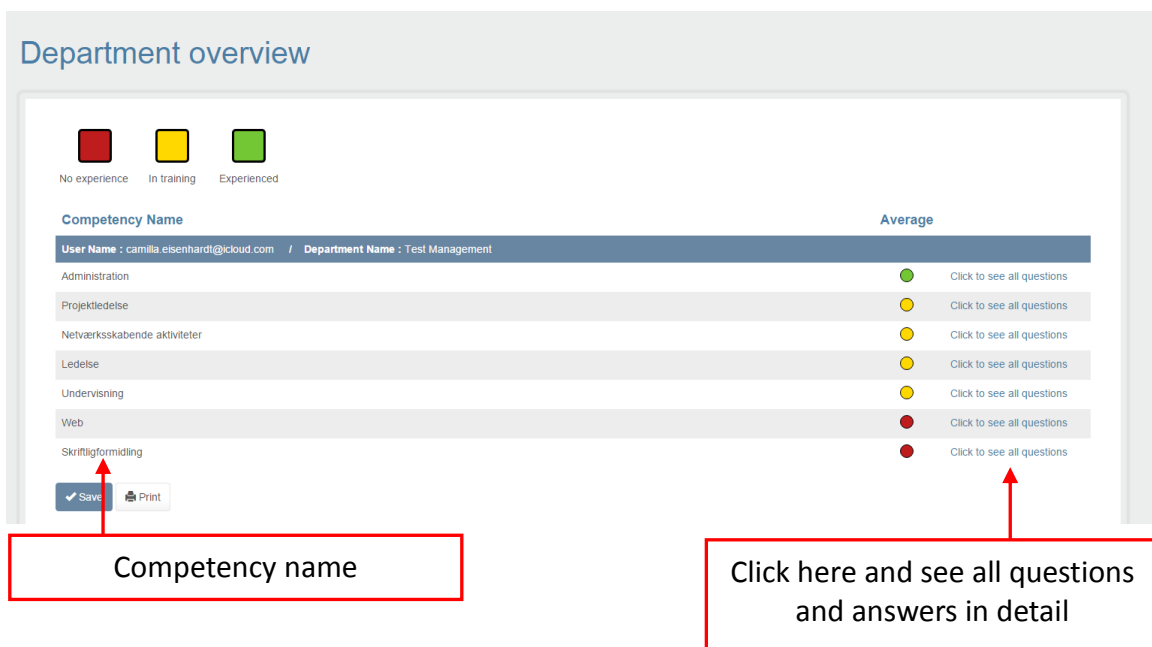 Department overview
No experience In training Experienced
Competency Name Average
User Name : camilla.eisenhardt@icloud.com / Department Name : Test Management
Administration Click to see all questions
Projektledelse Click to see all questions
Netværksskabende aktiviteter Click to see all questions
Ledelse Click to see all questions
Undervisning Click to see all questions
Web Click to see all questions
Skriftligformidling Click to see all questions
Save Print
Competency name
Click here and see all questions
and answers in detail